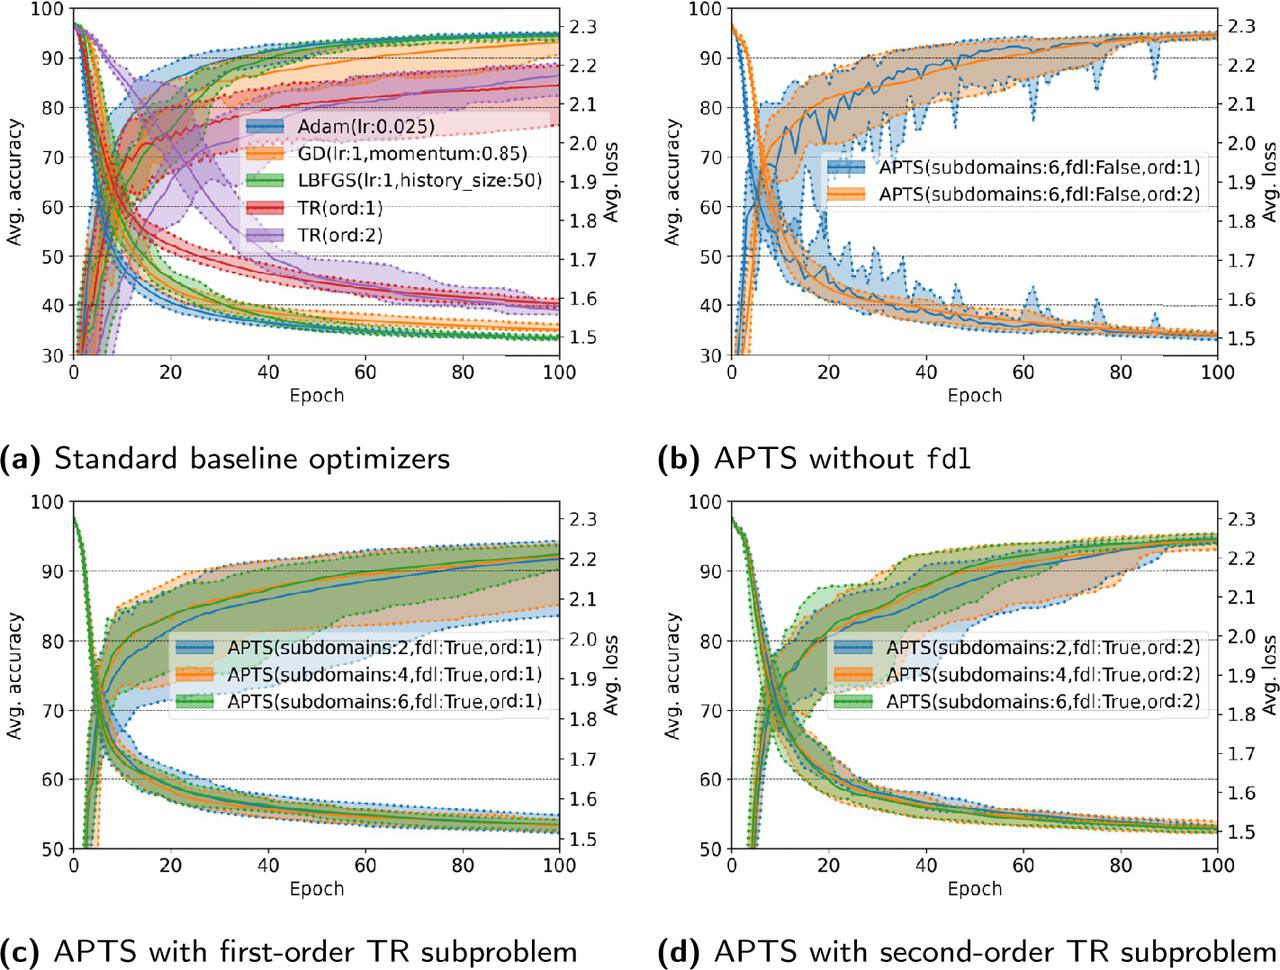 100
90
80
70
60
50
40
30
Avg. accuracy
2.3
2.2
2.1
2.0
1.9
1.8
1.7
1.6
1.5
Avg. loss
Adam(lr:0.025)
GD(lr:1,momentum:0.85)
LBFGS(lr:1,history_size:50)
TR(ord:1)
TR(ord:2)
0 20 40 60 80 100
Epoch
(a) Standard baseline optimizers
100
90
80
70
60
50
40
30
Avg. accuracy
2.3
2.2
2.1
2.0
1.9
1.8
1.7
1.6
1.5
Avg. loss
APTS(subdomains:6,fdl:False,ord:1)
APTS(subdomains:6,fdl:False,ord:2)
0 20 40 60 80 100
Epoch
(b) APTS without fdl
100
90
80
70
60
50
Avg. accuracy
2.3
2.2
2.1
2.0
1.9
1.8
1.7
1.6
1.5
Avg. loss
APTS(subdomains:2,fdl:True,ord:1)
APTS(subdomains:4,fdl:True,ord:1)
APTS(subdomains:6,fdl:True,ord:1)
0 20 40 60 80 100
Epoch
(c) APTS with first-order TR subproblem
100
90
80
70
60
50
Avg. accuracy
2.3
2.2
2.1
2.0
1.9
1.8
1.7
1.6
1.5
Avg. loss
APTS(subdomains:2,fdl:True,ord:2)
APTS(subdomains:4,fdl:True,ord:2)
APTS(subdomains:6,fdl:True,ord:2)
0 20 40 60 80 100
Epoch
(d) APTS with second-order TR subproblem